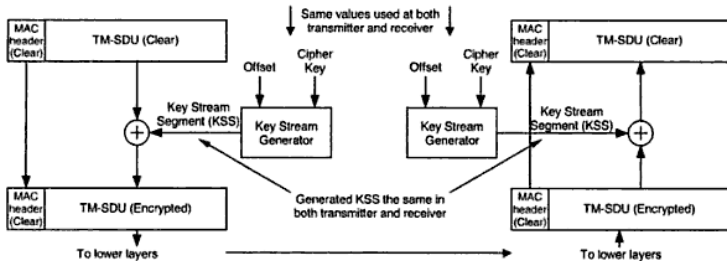 Same values used at both
transmitter and receiver
MAC
header
(Clear)
TM-SDU (Clear)
Offset
Cipher
Key
Key Stream
Segment (KSS)
Key Stream
Generator
MAC
header
(Clear)
TM-SDU (Encrypted)
To lower layers
Generated KSS the same in
both transmitter and receiver
Offset
Cipher
Key
Key Stream
Generator
Key Stream
Segment (KSS)
MAC
header
(Clear)
TM-SDU (Clear)
MAC
header
(Clear)
TM-SDU (Encrypted)
To lower layers